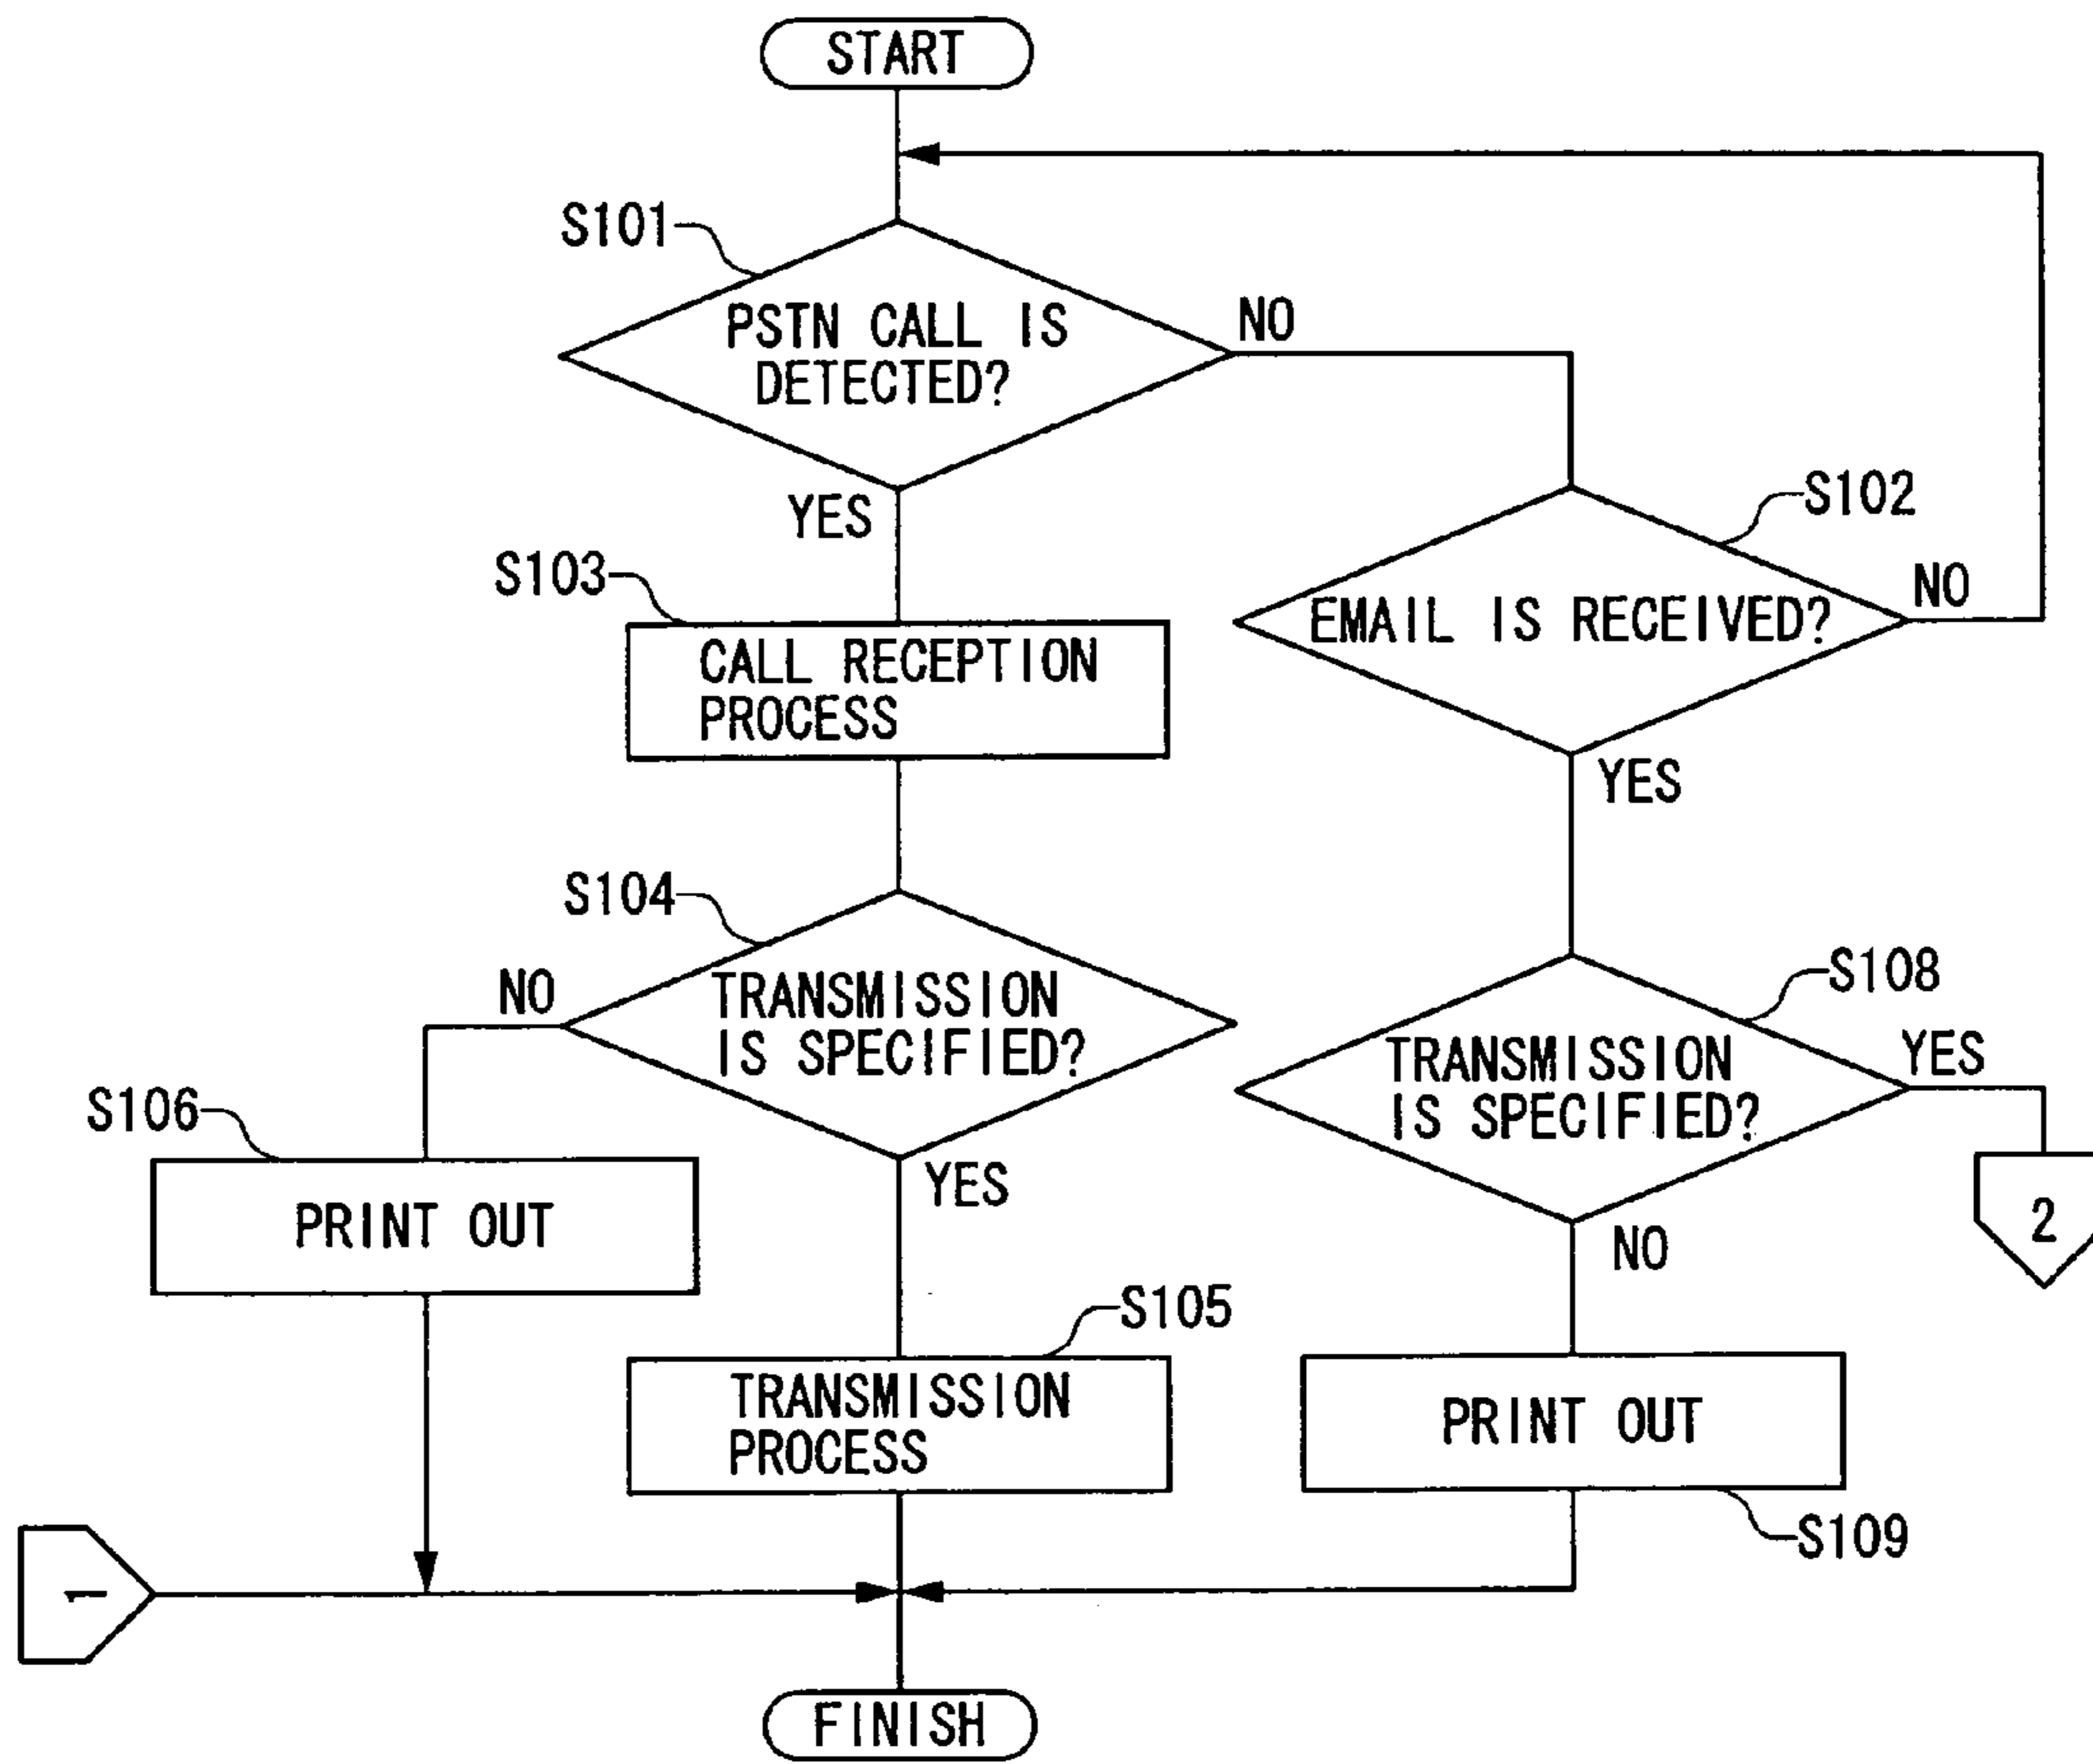 START
S101
PSTN CALL IS
DETECTED?
NO
YES
S102
EMAIL IS RECEIVED?
NO
YES
S103
CALL RECEPTION
PROCESS
S104
TRANSMISSION
IS SPECIFIED?
NO
YES
S108
TRANSMISSION
IS SPECIFIED?
YES
NO
2
S106
PRINT OUT
S105
TRANSMISSION
PROCESS
PRINT OUT
S109
1
FINISH